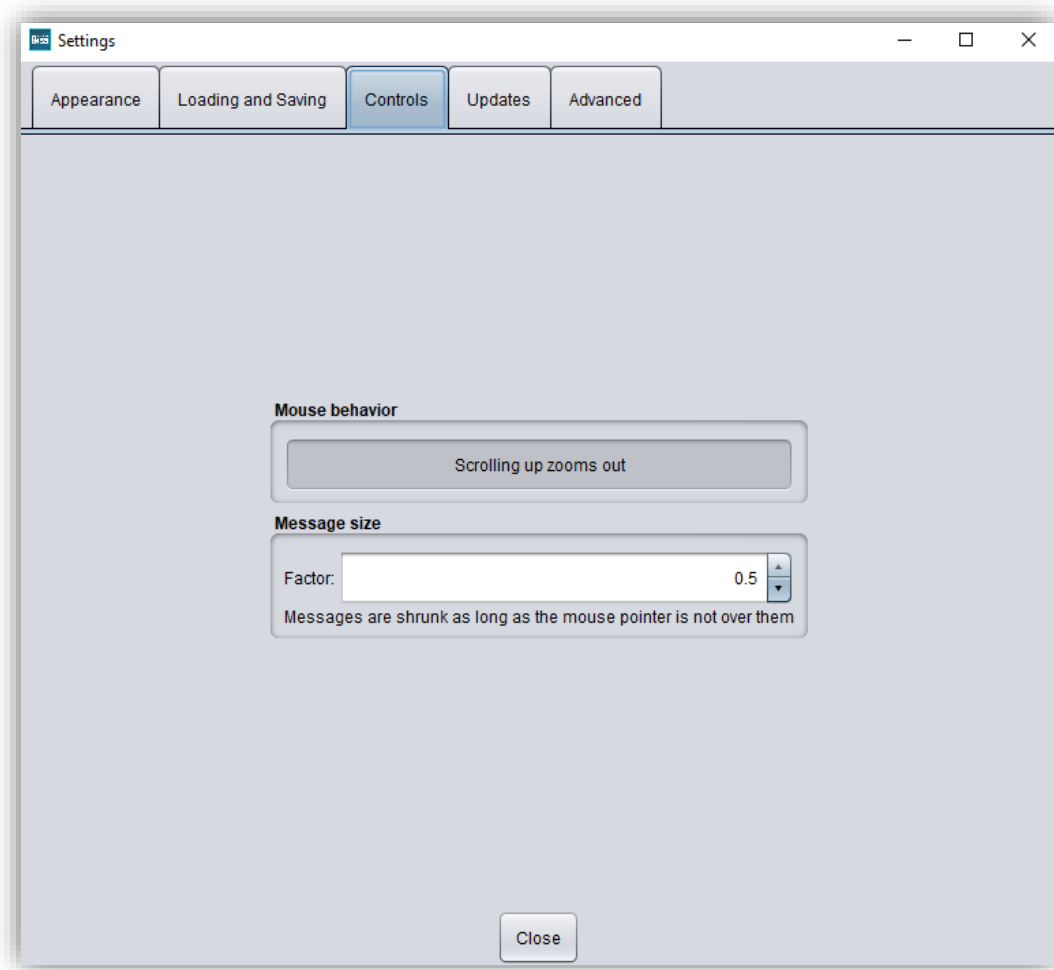 Settings
Appearance
Loading and Saving
Controls
Updates
Advanced
Mouse behavior
Scrolling up zooms out
Message size
Factor:
0.5
Messages are shrunk as long as the mouse pointer is not over them
Close